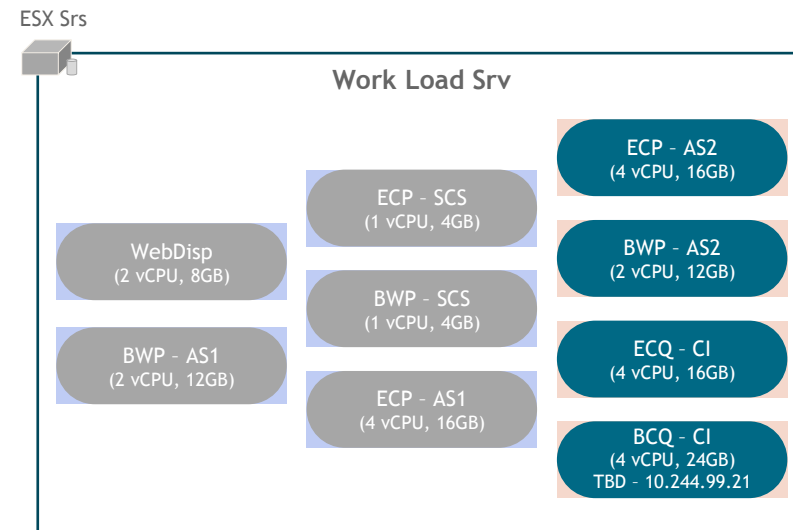 ESX Srs
Work Load Srv
WebDisp
(2 vCPU, 8GB)
BWP – AS1
(2 vCPU, 12GB)
ECP – SCS
(1 vCPU, 4GB)
BWP – SCS
(1 vCPU, 4GB)
ECP – AS1
(4 vCPU, 16GB)
ECP – AS2
(4 vCPU, 16GB)
BWP – AS2
(2 vCPU, 12GB)
ECQ – CI
(4 vCPU, 16GB)
BCQ – CI
(4 vCPU, 24GB)
TBD – 10.244.99.21